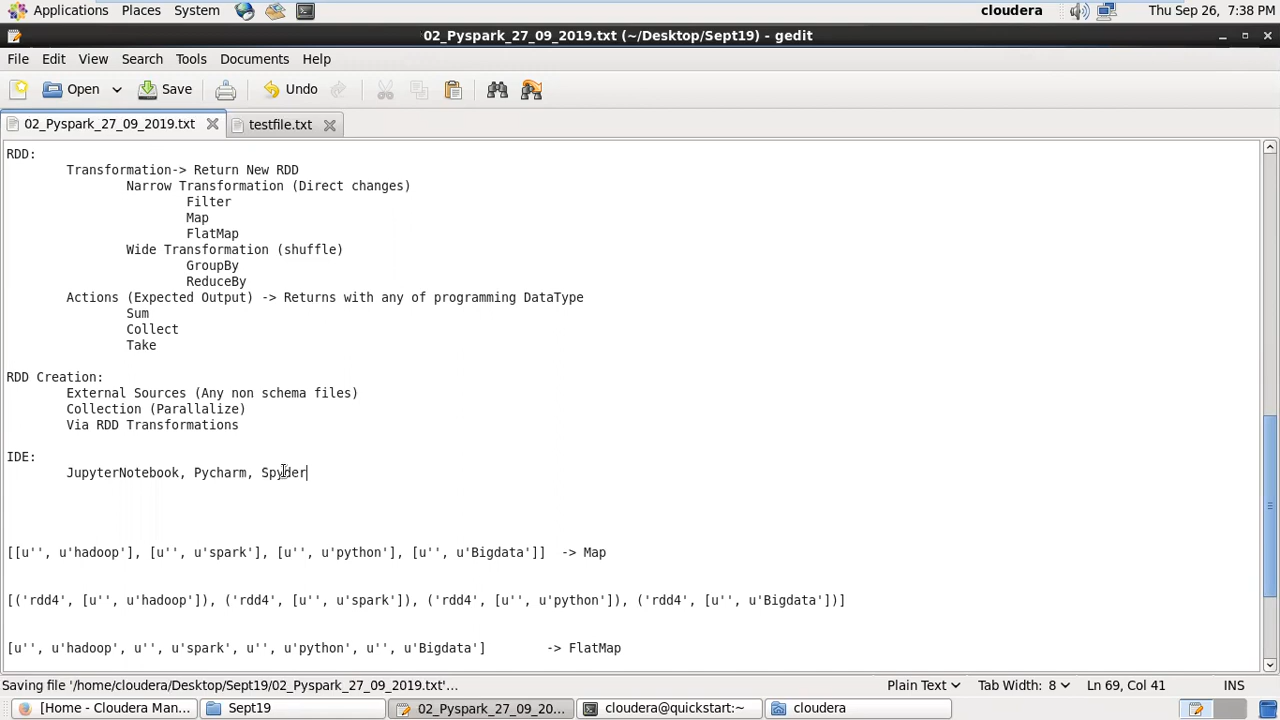 Applications Places System cloudera Thu Sep 26, 7:38 PM
02_Pyspark_27_09_2019.txt (~/Desktop/Sept19) - gedit
File Edit View Search Tools Documents Help
Open Save Undo
02_Pyspark_27_09_2019.txt testfile.txt
RDD:
Transformation-> Return New RDD
Narrow Transformation (Direct changes)
Filter
Map
FlatMap
Wide Transformation (shuffle)
GroupBy
ReduceBy
Actions (Expected Output) -> Returns with any of programming DataType
Sum
Collect
Take
RDD Creation:
External Sources (Any non schema files)
Collection (Parallalize)
Via RDD Transformations
IDE:
JupyterNotebook, Pycharm, Spyder
[[u'', u'hadoop'], [u'', u'spark'], [u'', u'python'], [u'', u'Bigdata']] -> Map
[('rdd4', [u'', u'hadoop']), ('rdd4', [u'', u'spark']), ('rdd4', [u'', u'python']), ('rdd4', [u'', u'Bigdata'])]
[u'', u'hadoop', u'', u'spark', u'', u'python', u'', u'Bigdata'] -> FlatMap
Saving file '/home/cloudera/Desktop/Sept19/02_Pyspark_27_09_2019.txt'... Plain Text Tab Width: 8 Ln 69, Col 41 INS
[Home - Cloudera Man... Sept19 02_Pyspark_27_09_20... cloudera@quickstart:~ cloudera